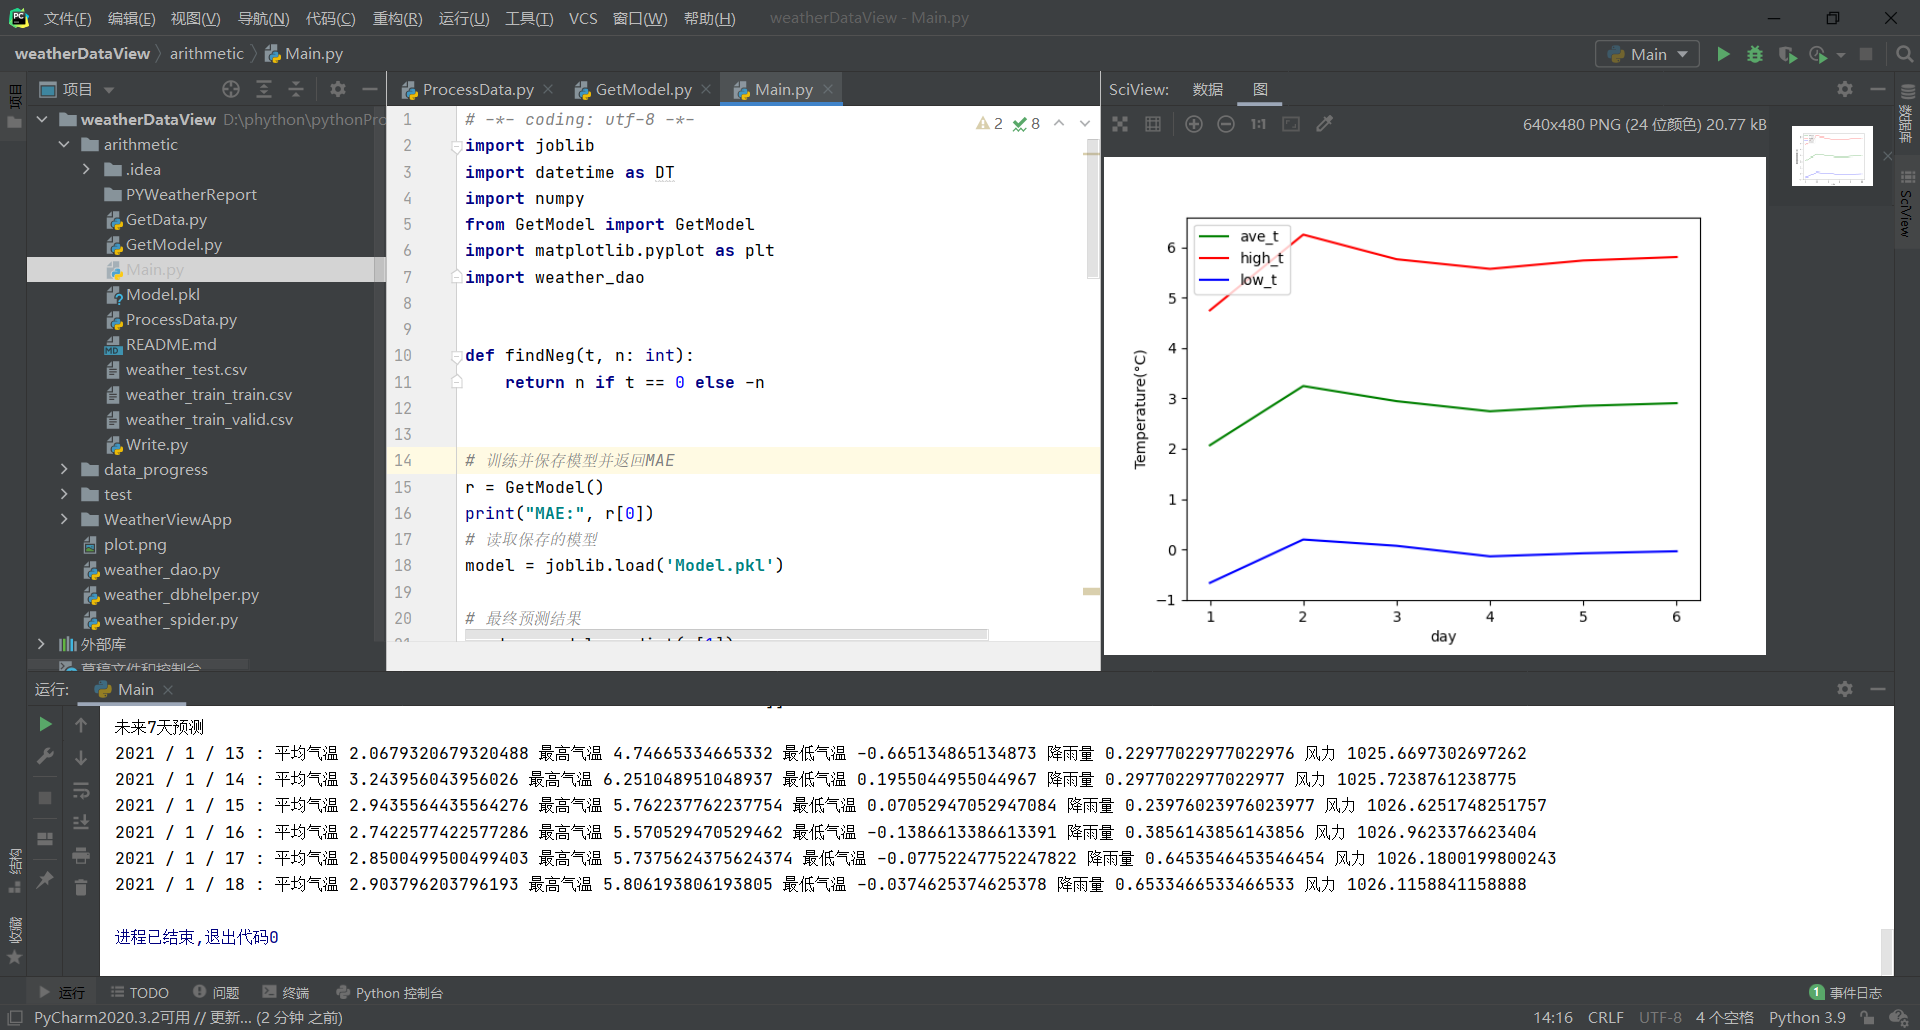 文件(F) 编辑(E) 视图(V) 导航(N) 代码(C) 重构(R) 运行(U) 工具(T) VCS 窗口(W) 帮助(H) weatherDataView - Main.py
weatherDataView arithmetic Main.py
Main
项目
weatherDataView D:\phython\pythonPro
arithmetic
.idea
PYWeatherReport
GetData.py
GetModel.py
Main.py
Model.pkl
ProcessData.py
README.md
weather_test.csv
weather_train_train.csv
weather_train_valid.csv
Write.py
data_progress
test
WeatherViewApp
plot.png
weather_dao.py
weather_dbhelper.py
weather_spider.py
外部库
草稿文件和控制台
ProcessData.py GetModel.py Main.py
2 8
1 # -*- coding: utf-8 -*-
2 import joblib
3 import datetime as DT
4 import numpy
5 from GetModel import GetModel
6 import matplotlib.pyplot as plt
7 import weather_dao
8
9
10 def findNeg(t, n: int):
11 return n if t == 0 else -n
12
13
14 # 训练并保存模型并返回MAE
15 r = GetModel()
16 print("MAE:", r[0])
17 # 读取保存的模型
18 model = joblib.load('Model.pkl')
19
20 # 最终预测结果
SciView: 数据 图
1:1 640x480 PNG (24 位颜色) 20.77 kB
ave_t
high_t
low_t
Temperature(°C)
6
5
4
3
2
1
0
−1
1 2 3 4 5 6
day
项目
结构
收藏
数据库
SciView
运行: Main
未来7天预测
2021 / 1 / 13 : 平均气温 2.0679320679320488 最高气温 4.74665334665332 最低气温 -0.665134865134873 降雨量 0.22977022977022976 风力 1025.6697302697262
2021 / 1 / 14 : 平均气温 3.243956043956026 最高气温 6.251048951048937 最低气温 0.1955044955044967 降雨量 0.2977022977022977 风力 1025.7238761238775
2021 / 1 / 15 : 平均气温 2.9435564435564276 最高气温 5.762237762237754 最低气温 0.07052947052947084 降雨量 0.23976023976023977 风力 1026.6251748251757
2021 / 1 / 16 : 平均气温 2.7422577422577286 最高气温 5.570529470529462 最低气温 -0.1386613386613391 降雨量 0.3856143856143856 风力 1026.9623376623404
2021 / 1 / 17 : 平均气温 2.8500499500499403 最高气温 5.7375624375624374 最低气温 -0.07752247752247822 降雨量 0.6453546453546454 风力 1026.1800199800243
2021 / 1 / 18 : 平均气温 2.903796203796193 最高气温 5.806193806193805 最低气温 -0.0374625374625378 降雨量 0.6533466533466533 风力 1026.1158841158888
进程已结束,退出代码0
运行 TODO 问题 终端 Python 控制台 1 事件日志
PyCharm2020.3.2可用 // 更新... (2 分钟 之前) 14:16 CRLF UTF-8 4 个空格 Python 3.9